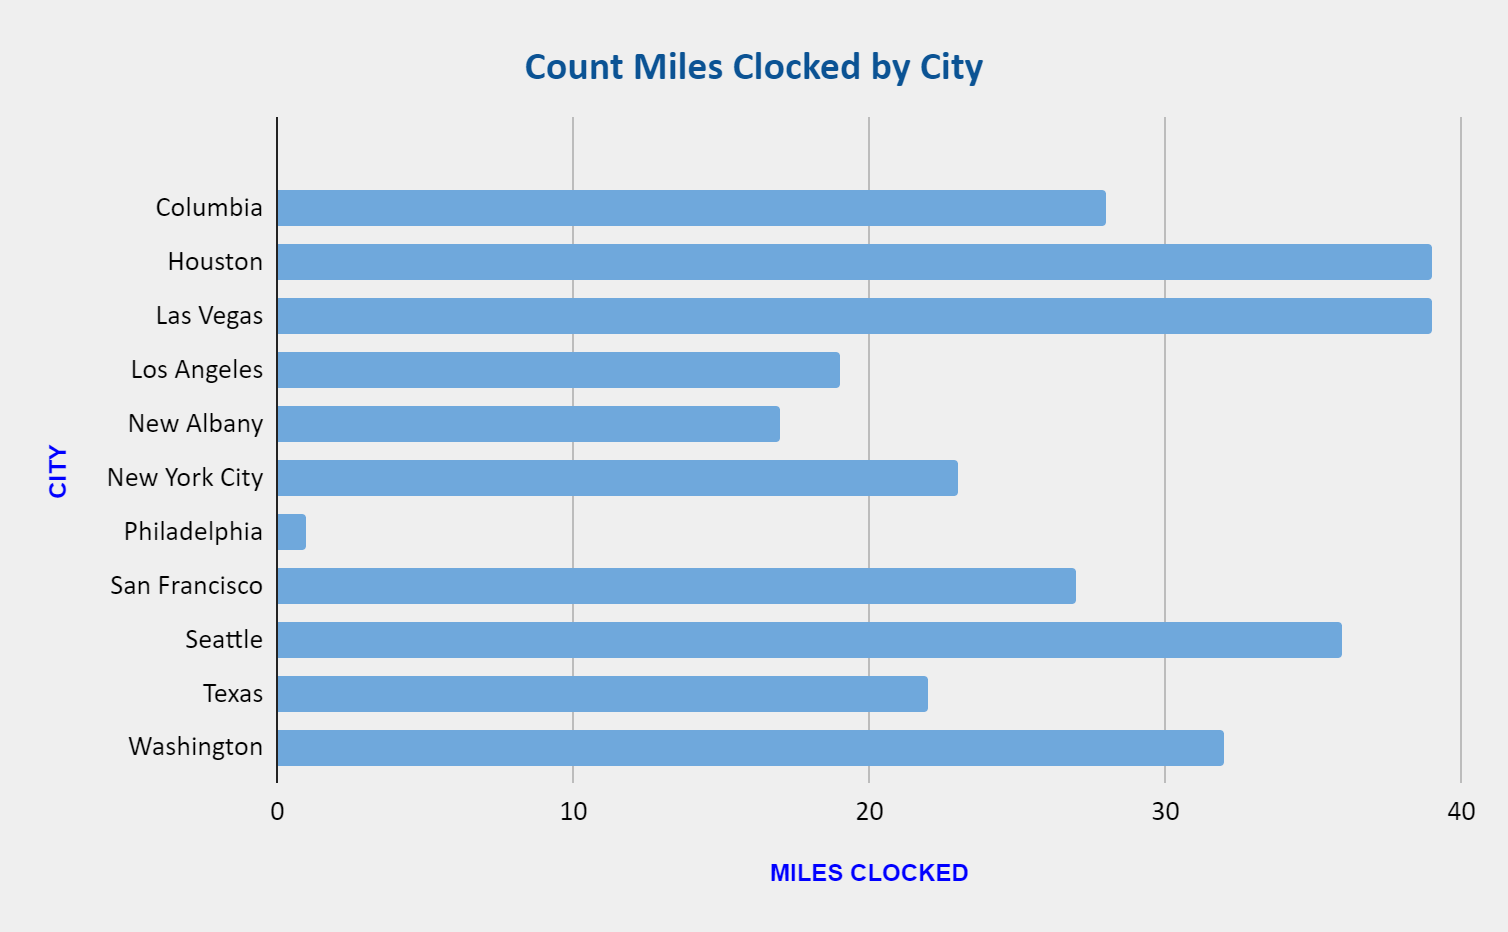 Count Miles Clocked by City
CITY
Columbia
Houston
Las Vegas
Los Angeles
New Albany
New York City
Philadelphia
San Francisco
Seattle
Texas
Washington
0 10 20 30 40
MILES CLOCKED